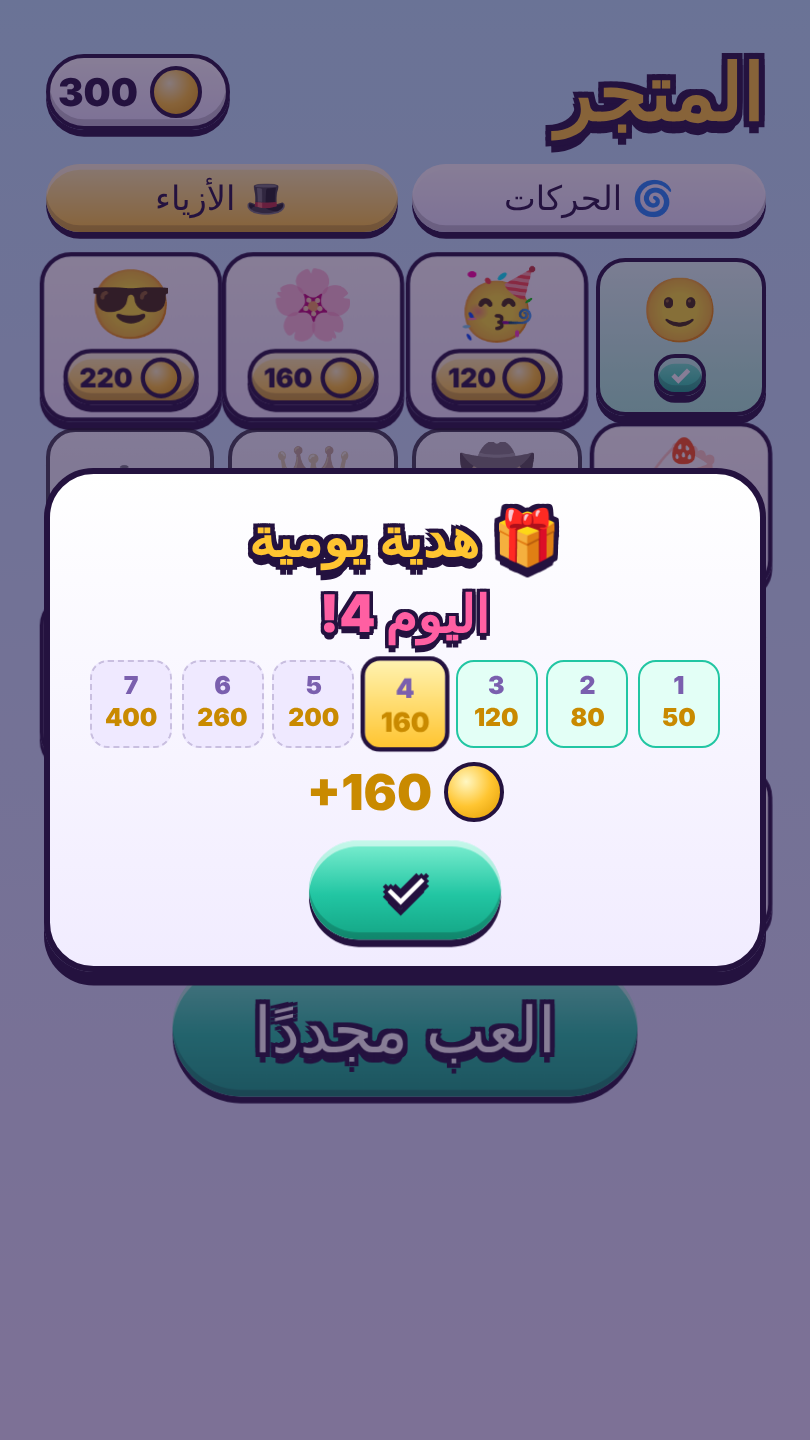 المتجر
300
🌀 الحركات
🎩 الأزياء
120
160
220
🎁 هدية يومية
اليوم 4!
1 2 3 4 5 6 7
50 80 120 160 200 260 400
+160
العب مجددًا